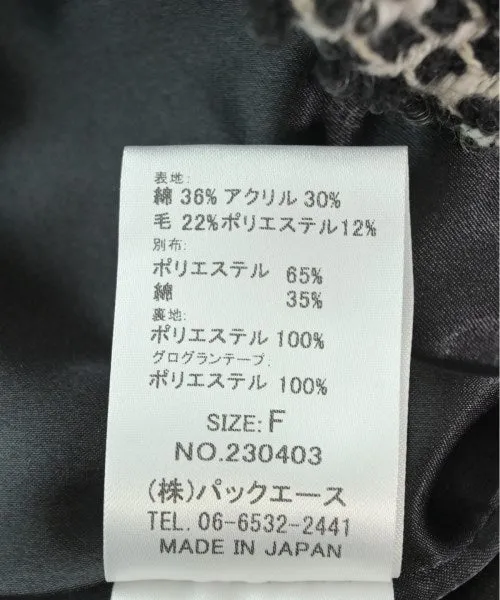 表地:
綿 36% アクリル 30%
毛 22%ポリエステル12%
別布:
ポリエステル 65%
綿 35%
裏地:
ポリエステル 100%
グログランテープ:
ポリエステル 100%
SIZE: F
NO.230403
(株)パックエース
TEL. 06-6532-2441
MADE IN JAPAN